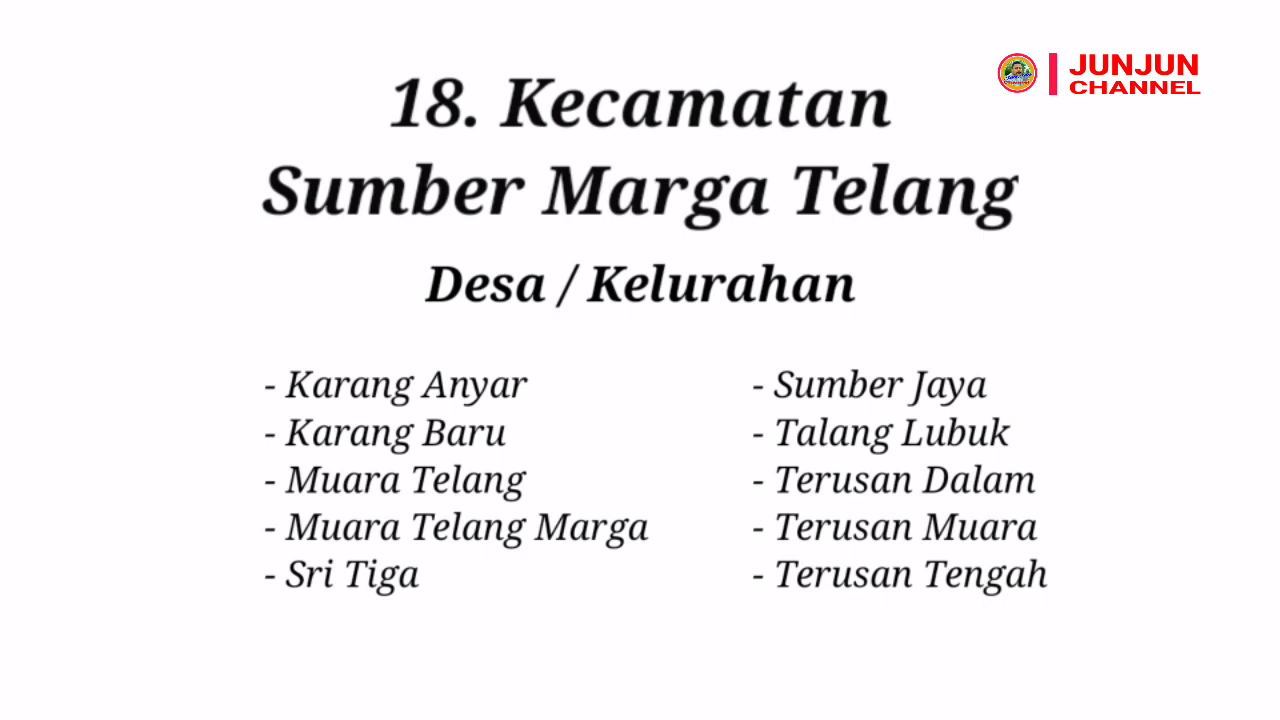 JUNJUN
CHANNEL
18. Kecamatan
Sumber Marga Telang
Desa / Kelurahan
- Karang Anyar
- Karang Baru
- Muara Telang
- Muara Telang Marga
- Sri Tiga
- Sumber Jaya
- Talang Lubuk
- Terusan Dalam
- Terusan Muara
- Terusan Tengah